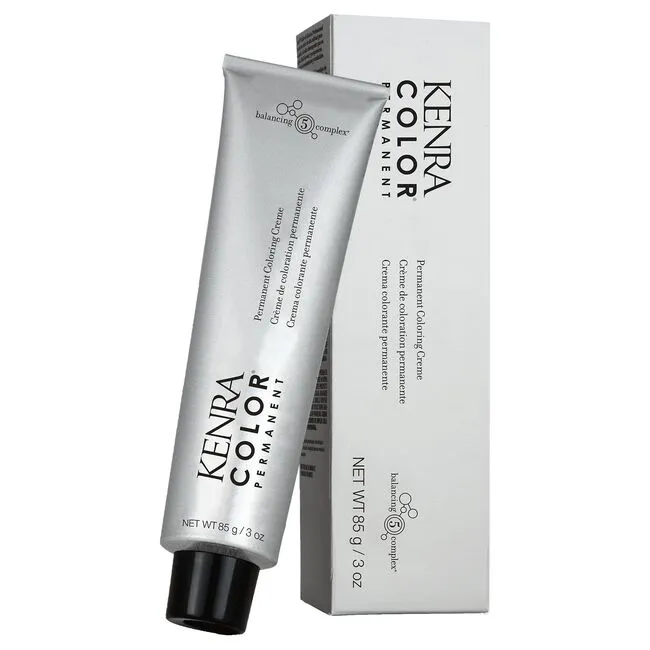 balancing 5 complex®
Permanent Coloring Creme
Crème de coloration permanente
Crema colorante permanente
KENRA
COLOR®
PERMANENT
NET WT 85 g / 3 oz
KENRA
COLOR®
PERMANENT
Permanent Coloring Creme
Crème de coloration permanente
Crema colorante permanente
balancing 5 complex®
NET WT 85 g / 3 oz